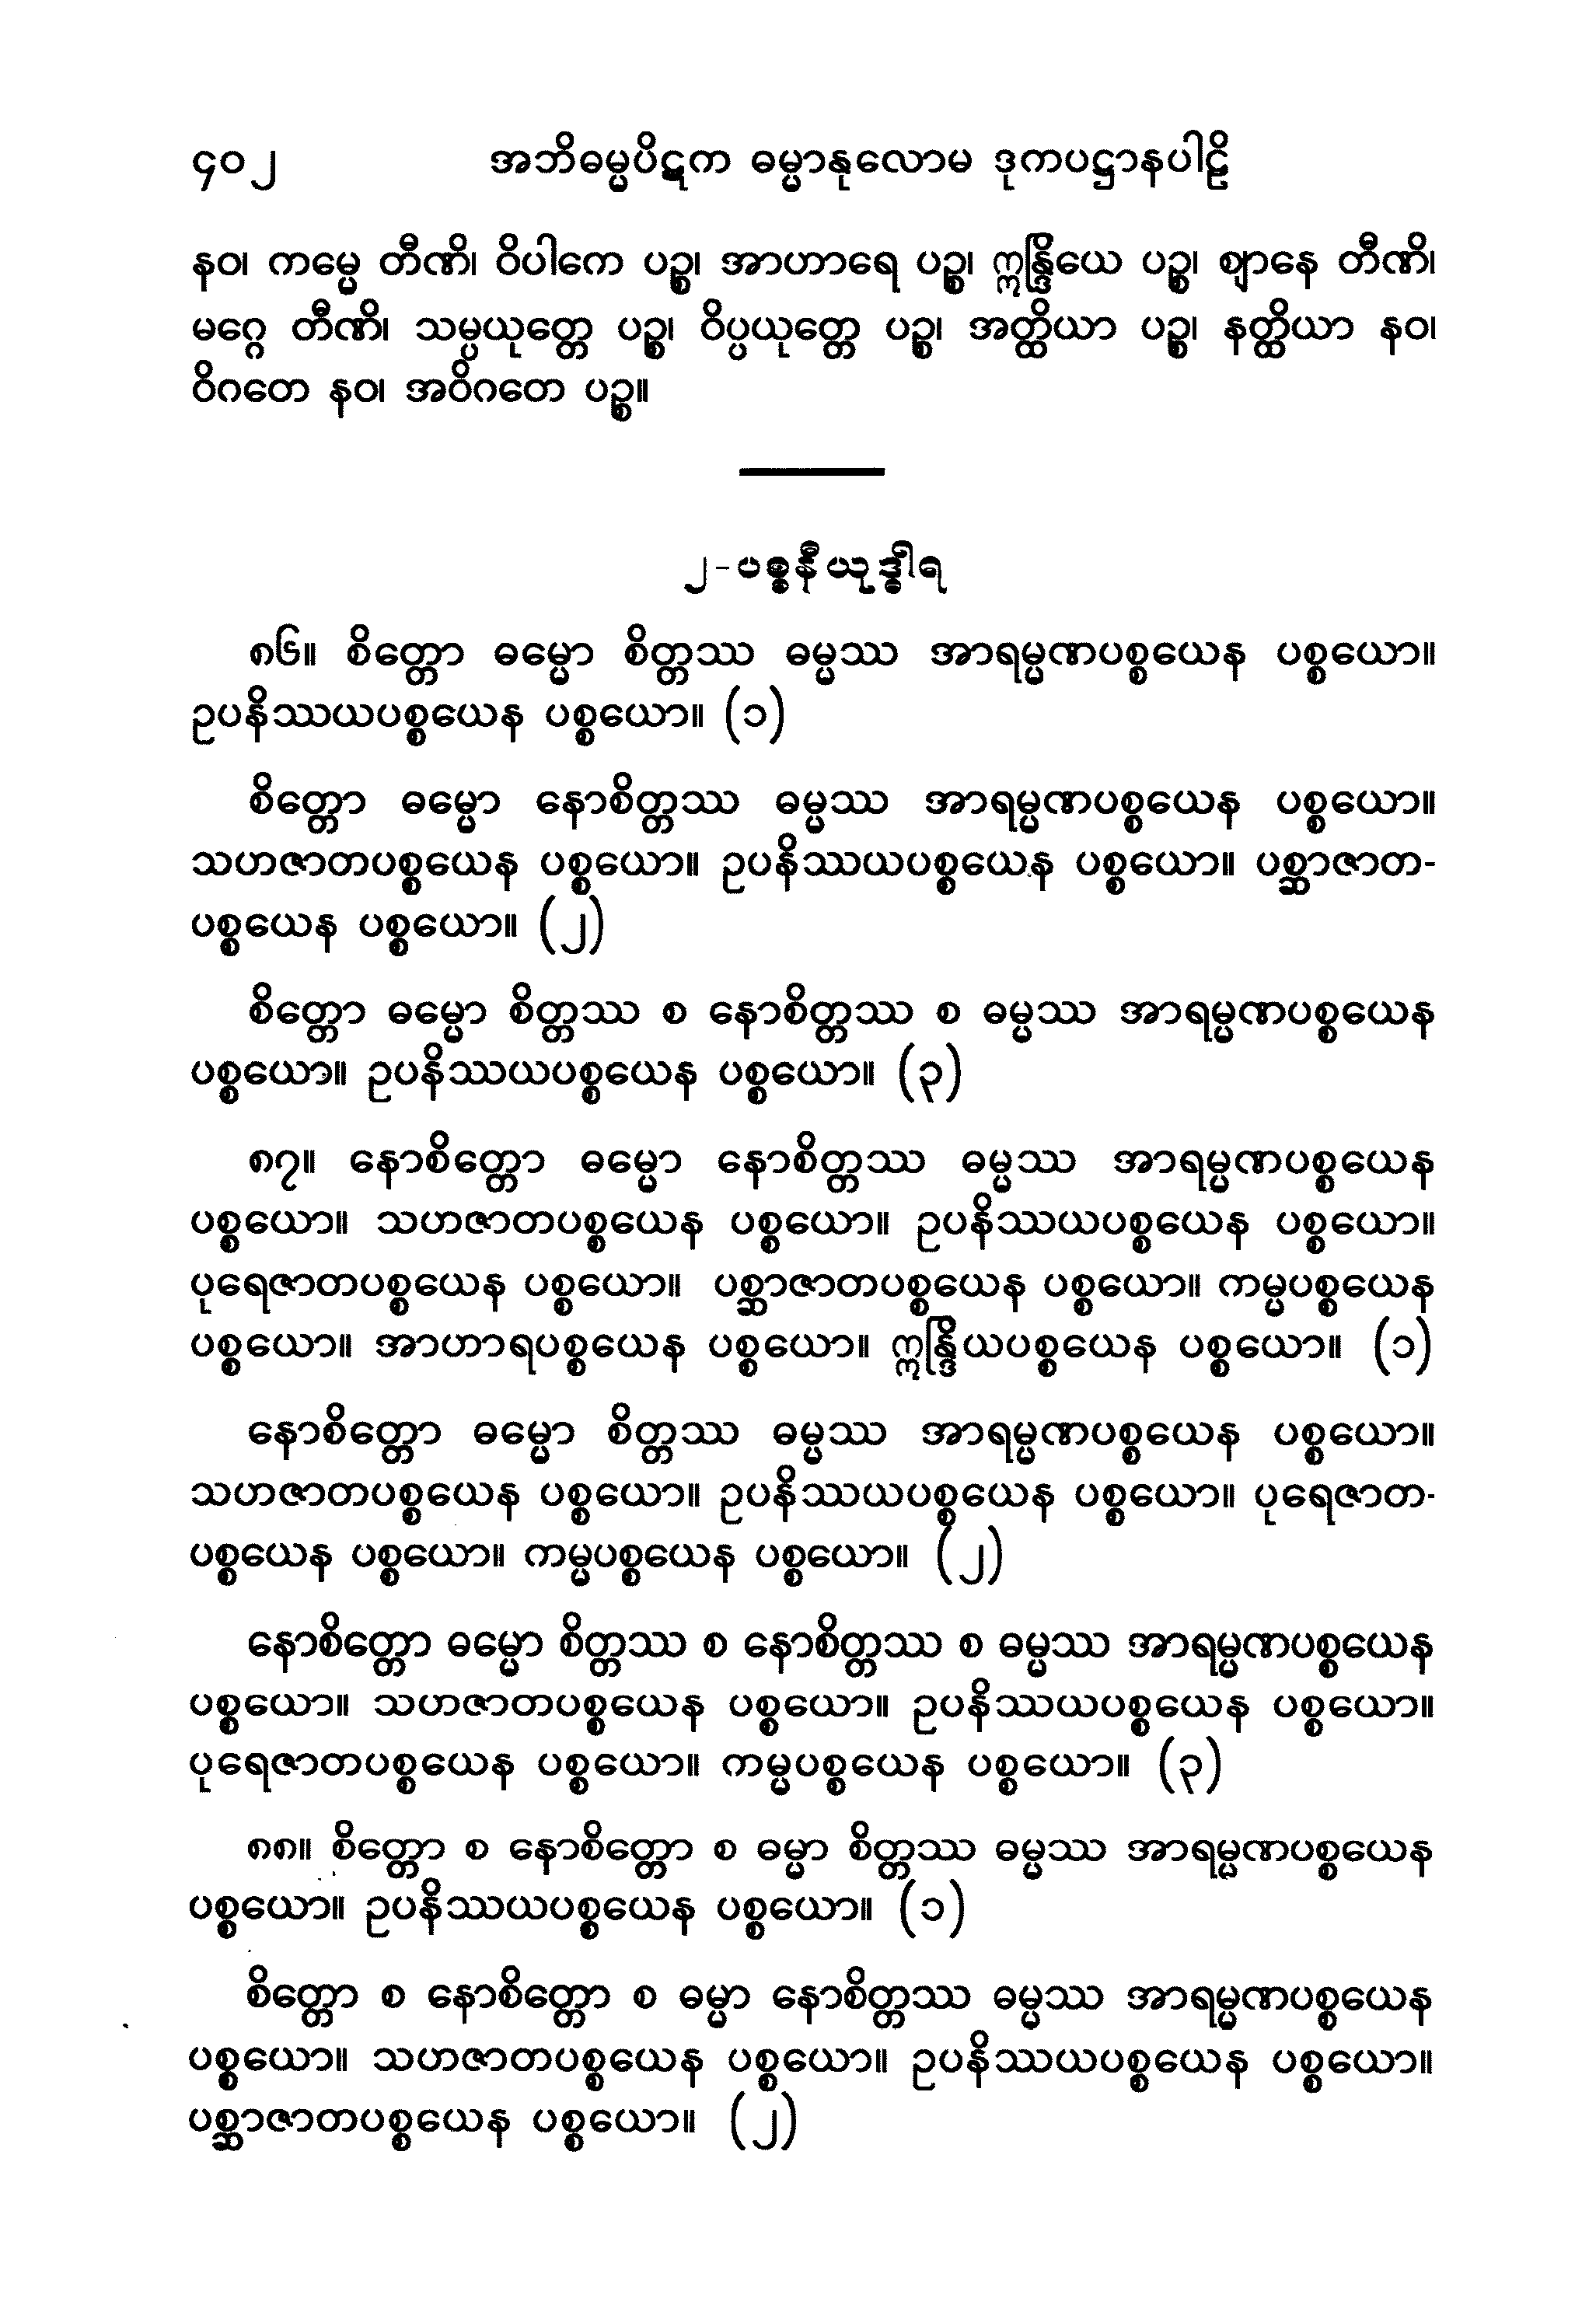 ၄၀၂ အဘိဓမ္မပိဋက ဓမ္မာနုလောမ ဒုကပဋ္ဌာနပါဠိ
နဝ၊ ကမ္မေ တီဏိ၊ ဝိပါကေ ပဉ္စ၊ အာဟာရေ ပဉ္စ၊ ဣန္ဒြိယေ ပဉ္စ၊ ဈာနေ တီဏိ၊
မဂ္ဂေ တီဏိ၊ သမ္ပယုတ္တေ ပဉ္စ၊ ဝိပ္ပယုတ္တေ ပဉ္စ၊ အတ္ထိယာ ပဉ္စ၊ နတ္ထိယာ နဝ၊
ဝိဂတေ နဝ၊ အဝိဂတေ ပဉ္စ။
၂-ပစ္စနီယုဒ္ဓါရ
၈၆။ စိတ္တော ဓမ္မော စိတ္တဿ ဓမ္မဿ အာရမ္မဏပစ္စယေန ပစ္စယော။
ဥပနိဿယပစ္စယေန ပစ္စယော။ (၁)
စိတ္တော ဓမ္မော နောစိတ္တဿ ဓမ္မဿ အာရမ္မဏပစ္စယေန ပစ္စယော။
သဟဇာတပစ္စယေန ပစ္စယော။ ဥပနိဿယပစ္စယေန ပစ္စယော။ ပစ္ဆာဇာတ-
ပစ္စယေန ပစ္စယော။ (၂)
စိတ္တော ဓမ္မော စိတ္တဿ စ နောစိတ္တဿ စ ဓမ္မဿ အာရမ္မဏပစ္စယေန
ပစ္စယော။ ဥပနိဿယပစ္စယေန ပစ္စယော။ (၃)
၈၇။ နောစိတ္တော ဓမ္မော နောစိတ္တဿ ဓမ္မဿ အာရမ္မဏပစ္စယေန
ပစ္စယော။ သဟဇာတပစ္စယေန ပစ္စယော။ ဥပနိဿယပစ္စယေန ပစ္စယော။
ပုရေဇာတပစ္စယေန ပစ္စယော။ ပစ္ဆာဇာတပစ္စယေန ပစ္စယော။ ကမ္မပစ္စယေန
ပစ္စယော။ အာဟာရပစ္စယေန ပစ္စယော။ ဣန္ဒြိယပစ္စယေန ပစ္စယော။ (၁)
နောစိတ္တော ဓမ္မော စိတ္တဿ ဓမ္မဿ အာရမ္မဏပစ္စယေန ပစ္စယော။
သဟဇာတပစ္စယေန ပစ္စယော။ ဥပနိဿယပစ္စယေန ပစ္စယော။ ပုရေဇာတ-
ပစ္စယေန ပစ္စယော။ ကမ္မပစ္စယေန ပစ္စယော။ (၂)
နောစိတ္တော ဓမ္မော စိတ္တဿ စ နောစိတ္တဿ စ ဓမ္မဿ အာရမ္မဏပစ္စယေန
ပစ္စယော။ သဟဇာတပစ္စယေန ပစ္စယော။ ဥပနိဿယပစ္စယေန ပစ္စယော။
ပုရေဇာတပစ္စယေန ပစ္စယော။ ကမ္မပစ္စယေန ပစ္စယော။ (၃)
၈၈။ စိတ္တော စ နောစိတ္တော စ ဓမ္မာ စိတ္တဿ ဓမ္မဿ အာရမ္မဏပစ္စယေန
ပစ္စယော။ ဥပနိဿယပစ္စယေန ပစ္စယော။ (၁)
စိတ္တော စ နောစိတ္တော စ ဓမ္မာ နောစိတ္တဿ ဓမ္မဿ အာရမ္မဏပစ္စယေန
ပစ္စယော။ သဟဇာတပစ္စယေန ပစ္စယော။ ဥပနိဿယပစ္စယေန ပစ္စယော။
ပစ္ဆာဇာတပစ္စယေန ပစ္စယော။ (၂)